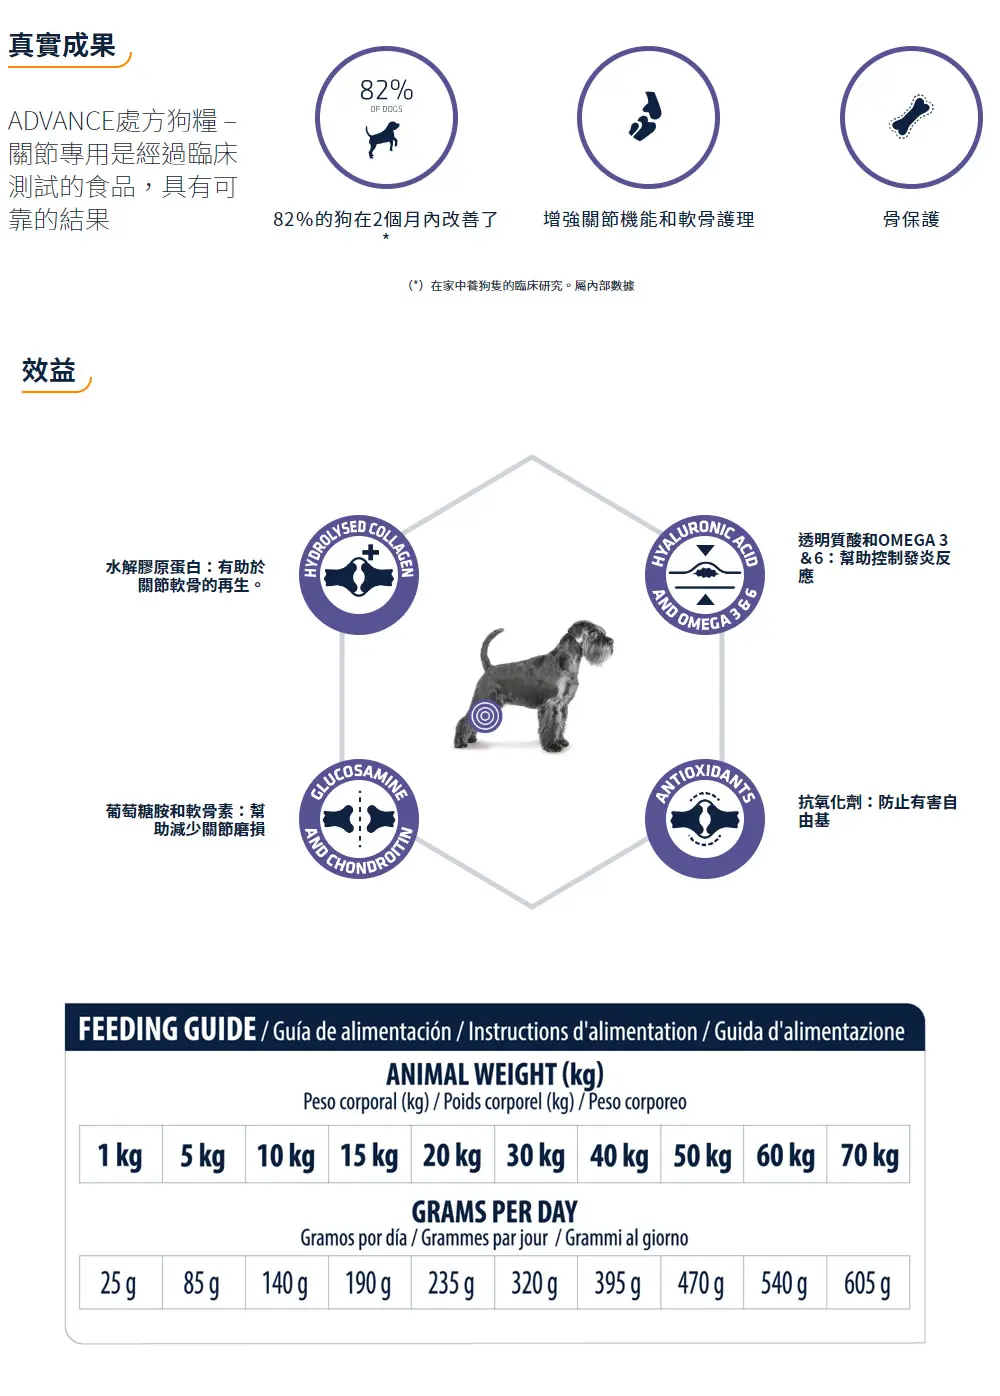 真實成果
ADVANCE處方狗糧 –
關節專用是經過臨床
測試的食品，具有可
靠的結果
82%
OF DOGS
82%的狗在2個月內改善了
*
增強關節機能和軟骨護理
骨保護
(*) 在家中養狗隻的臨床研究。屬內部數據
效益
HYDROLYSED COLLAGEN
水解膠原蛋白：有助於
關節軟骨的再生。
HYALURONIC ACID
AND OMEGA 3 & 6
透明質酸和OMEGA 3
＆6：幫助控制發炎反
應
GLUCOSAMINE
AND CHONDROITIN
葡萄糖胺和軟骨素：幫
助減少關節磨損
ANTIOXIDANTS
抗氧化劑：防止有害自
由基
FEEDING GUIDE / Guía de alimentación / Instructions d'alimentation / Guida d'alimentazione
ANIMAL WEIGHT (kg)
Peso corporal (kg) / Poids corporel (kg) / Peso corporeo
1 kg 5 kg 10 kg 15 kg 20 kg 30 kg 40 kg 50 kg 60 kg 70 kg
GRAMS PER DAY
Gramos por día / Grammes par jour / Grammi al giorno
25 g 85 g 140 g 190 g 235 g 320 g 395 g 470 g 540 g 605 g